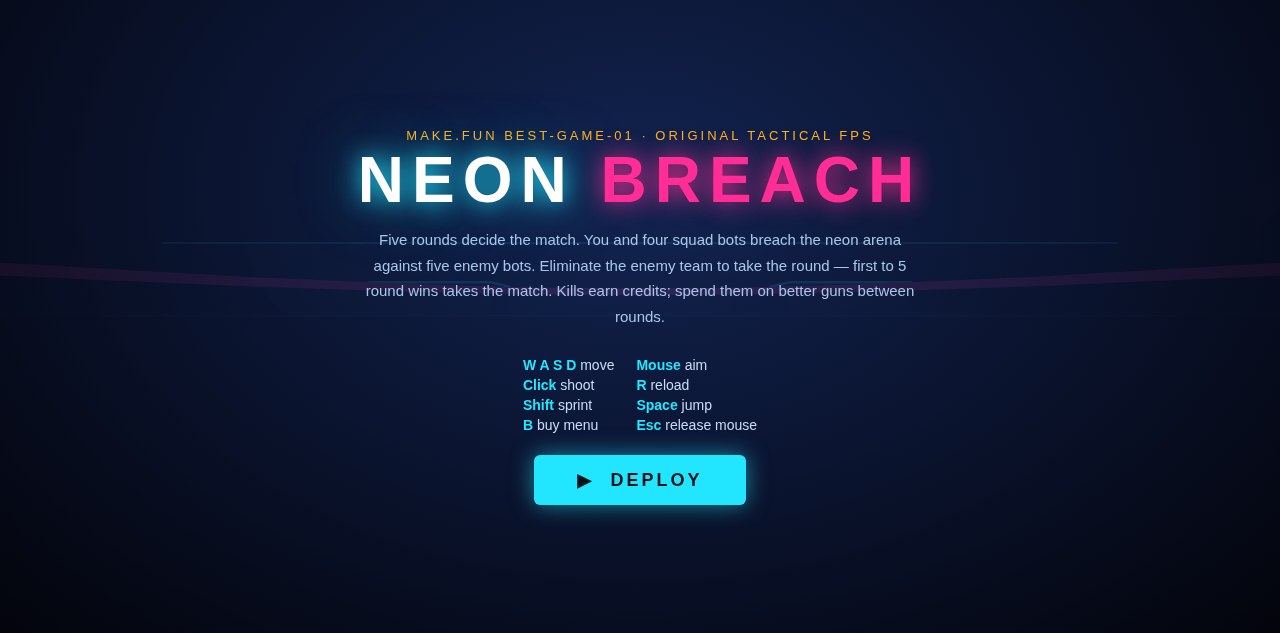 MAKE.FUN BEST-GAME-01 · ORIGINAL TACTICAL FPS
NEON BREACH
Five rounds decide the match. You and four squad bots breach the neon arena
against five enemy bots. Eliminate the enemy team to take the round — first to 5
round wins takes the match. Kills earn credits; spend them on better guns between
rounds.
W A S D move Mouse aim
Click shoot R reload
Shift sprint Space jump
B buy menu Esc release mouse
▶ DEPLOY